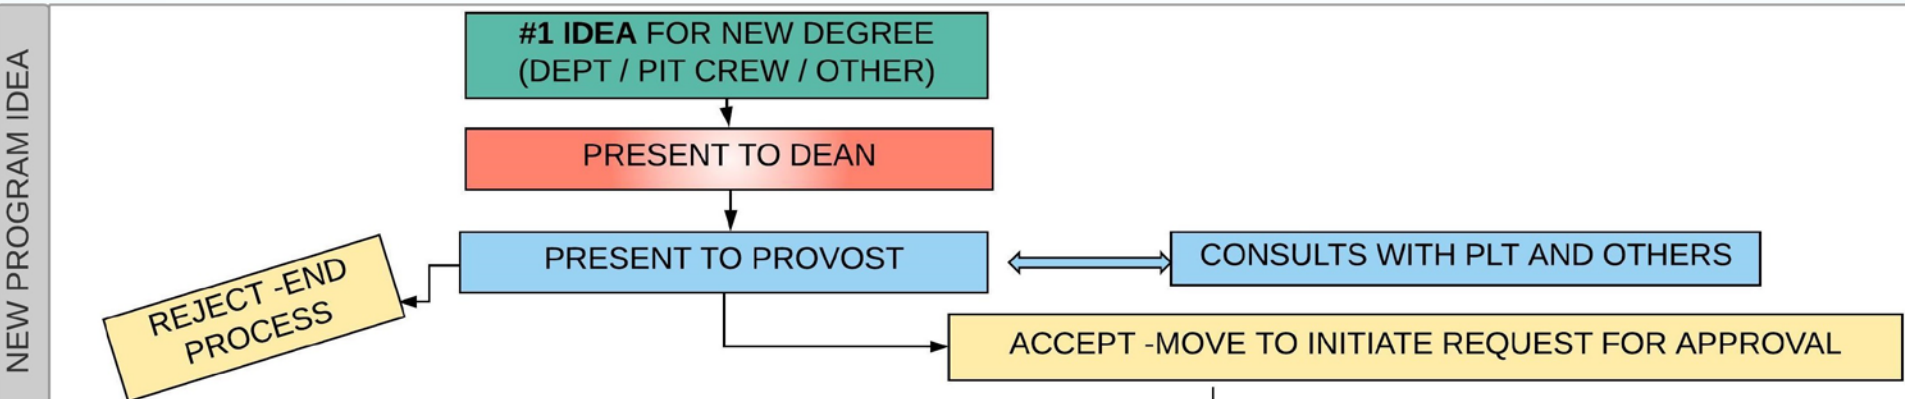 NEW PROGRAM IDEA
#1 IDEA FOR NEW DEGREE
(DEPT / PIT CREW / OTHER)
PRESENT TO DEAN
PRESENT TO PROVOST
CONSULTS WITH PLT AND OTHERS
REJECT -END
PROCESS
ACCEPT -MOVE TO INITIATE REQUEST FOR APPROVAL